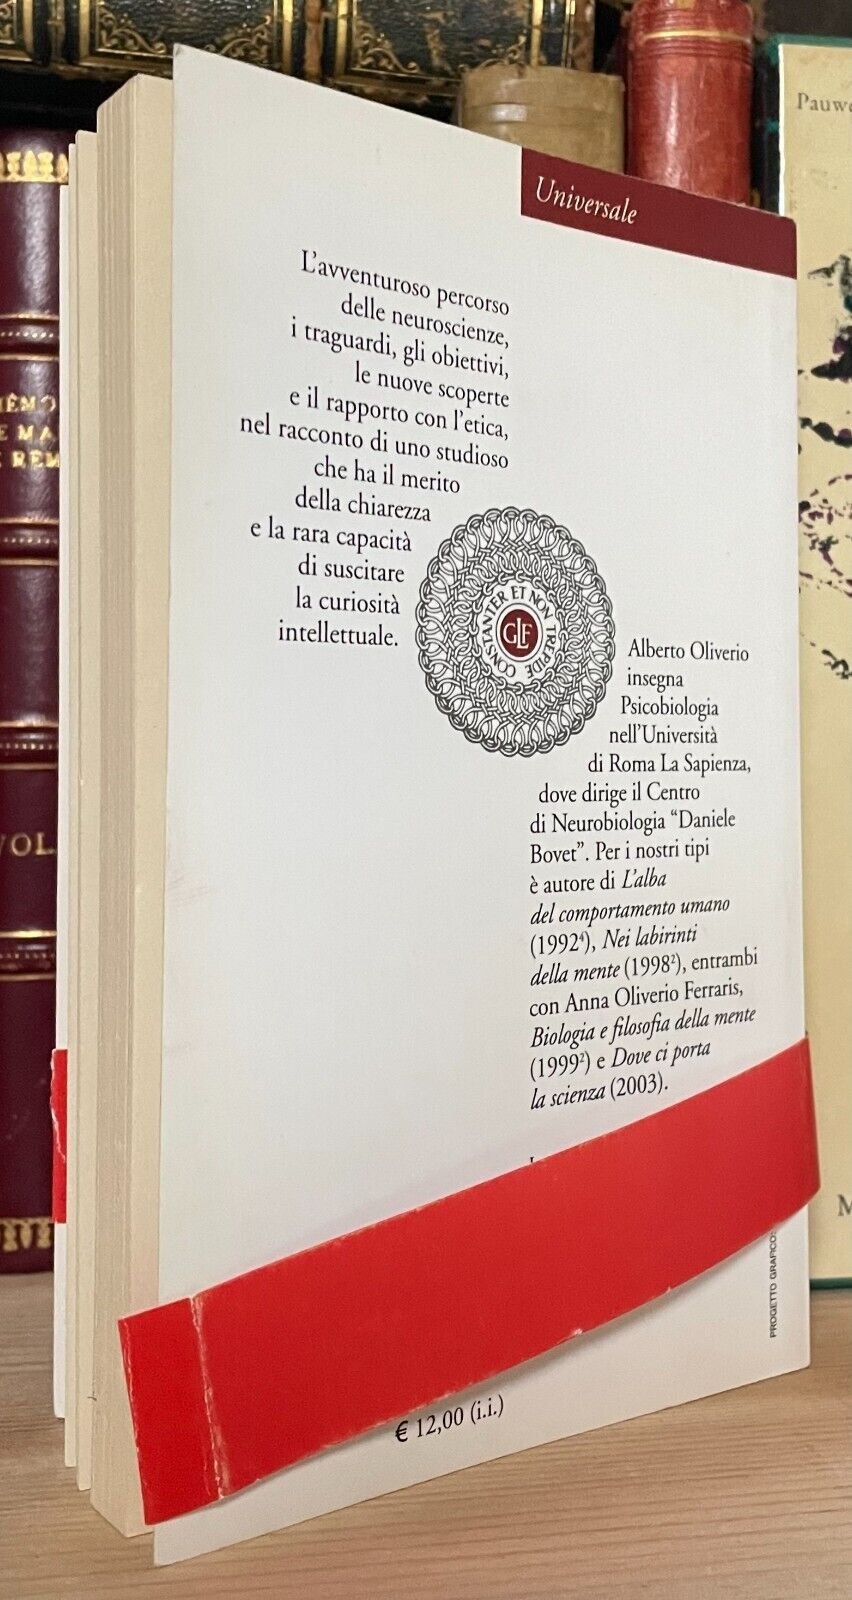 Universale
L'avventuroso percorso
delle neuroscienze,
i traguardi, gli obiettivi,
le nuove scoperte
e il rapporto con l'etica,
nel racconto di uno studioso
che ha il merito
della chiarezza
e la rara capacità
di suscitare
la curiosità
intellettuale.
CONSTANTER ET NON TREPIDE
GLF
Alberto Oliverio
insegna
Psicobiologia
nell'Università
di Roma La Sapienza,
dove dirige il Centro
di Neurobiologia “Daniele
Bovet”. Per i nostri tipi
è autore di L'alba
del comportamento umano
(1992⁴), Nei labirinti
della mente (1998²), entrambi
con Anna Oliverio Ferraris,
Biologia e filosofia della mente
(1999²) e Dove ci porta
la scienza (2003).
PROGETTO GRAFICO:
€ 12,00 (i.i.)
VOL.